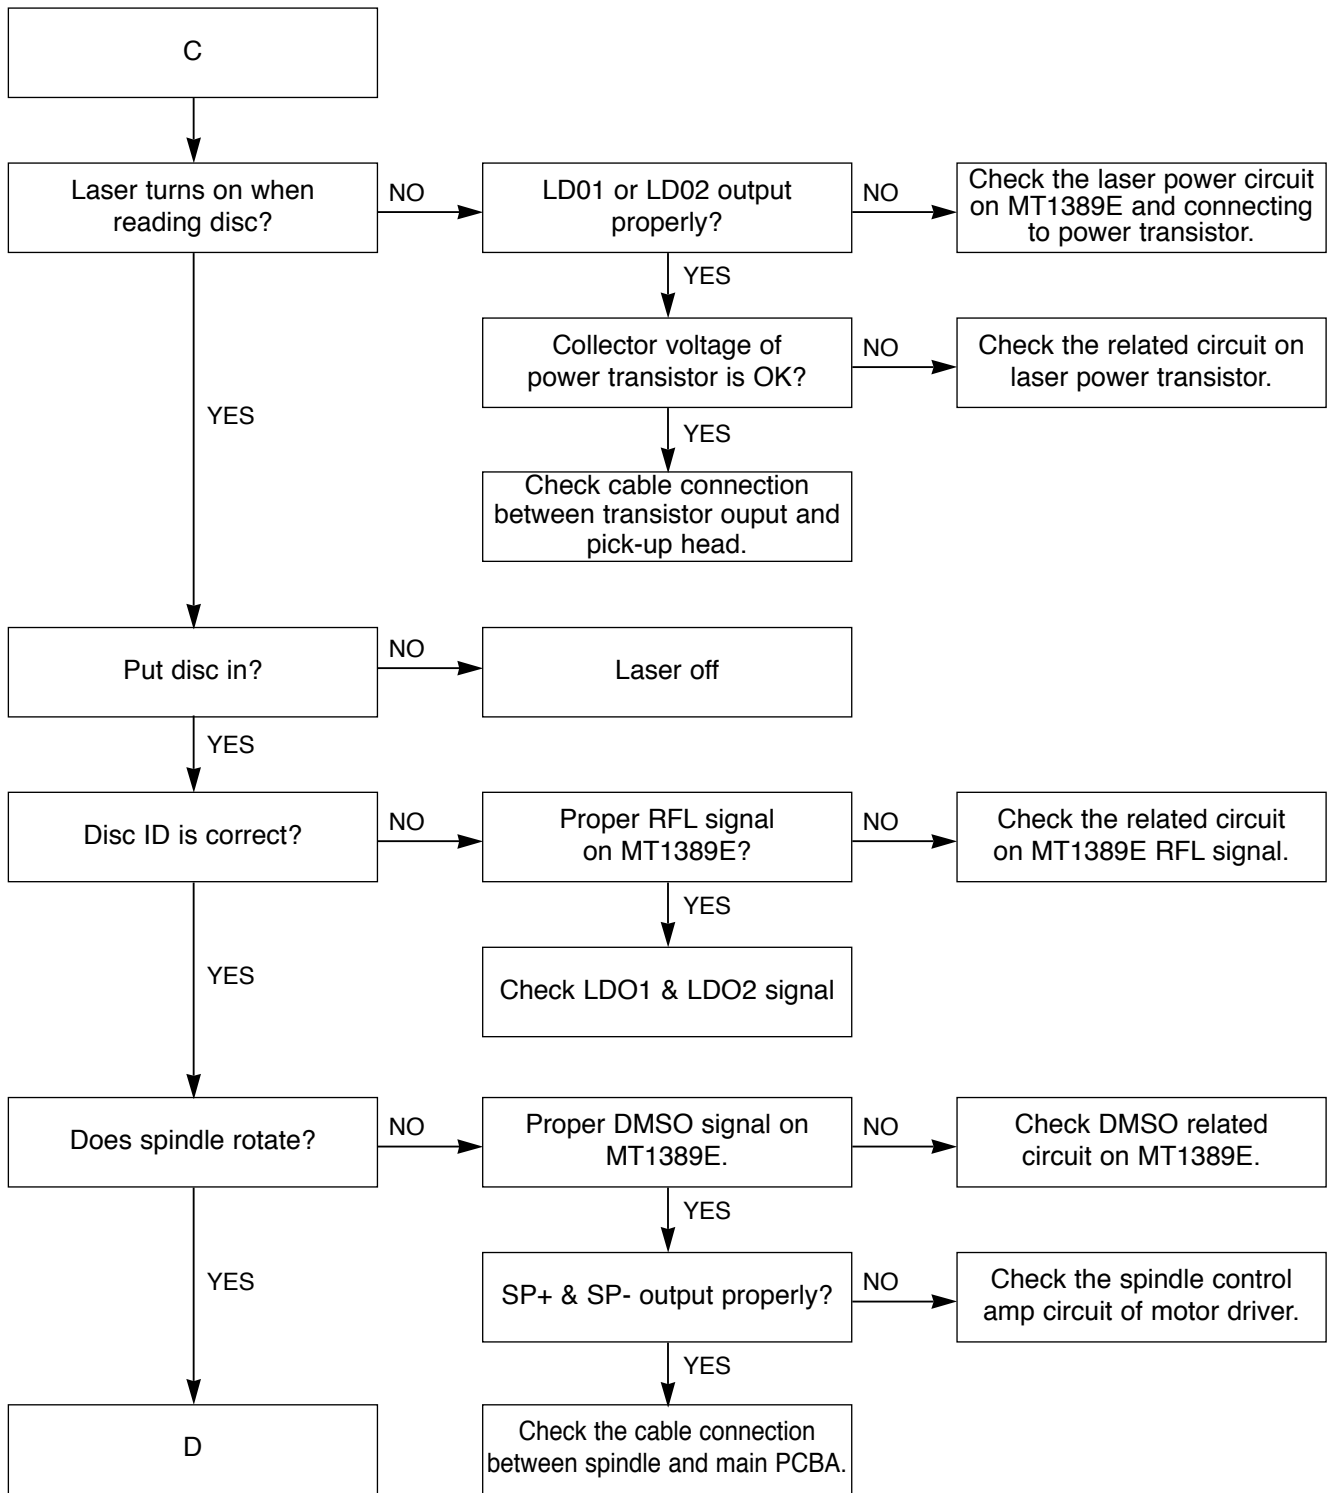 C
Laser turns on when
reading disc?
NO
LD01 or LD02 output
properly?
NO
Check the laser power circuit
on MT1389E and connecting
to power transistor.
YES
Collector voltage of
power transistor is OK?
NO
Check the related circuit on
laser power transistor.
YES
YES
Check cable connection
between transistor ouput and
pick-up head.
Put disc in?
NO
Laser off
YES
Disc ID is correct?
NO
Proper RFL signal
on MT1389E?
NO
Check the related circuit
on MT1389E RFL signal.
YES
YES
Check LDO1 & LDO2 signal
Does spindle rotate?
NO
Proper DMSO signal on
MT1389E.
NO
Check DMSO related
circuit on MT1389E.
YES
YES
SP+ & SP- output properly?
NO
Check the spindle control
amp circuit of motor driver.
YES
D
Check the cable connection
between spindle and main PCBA.